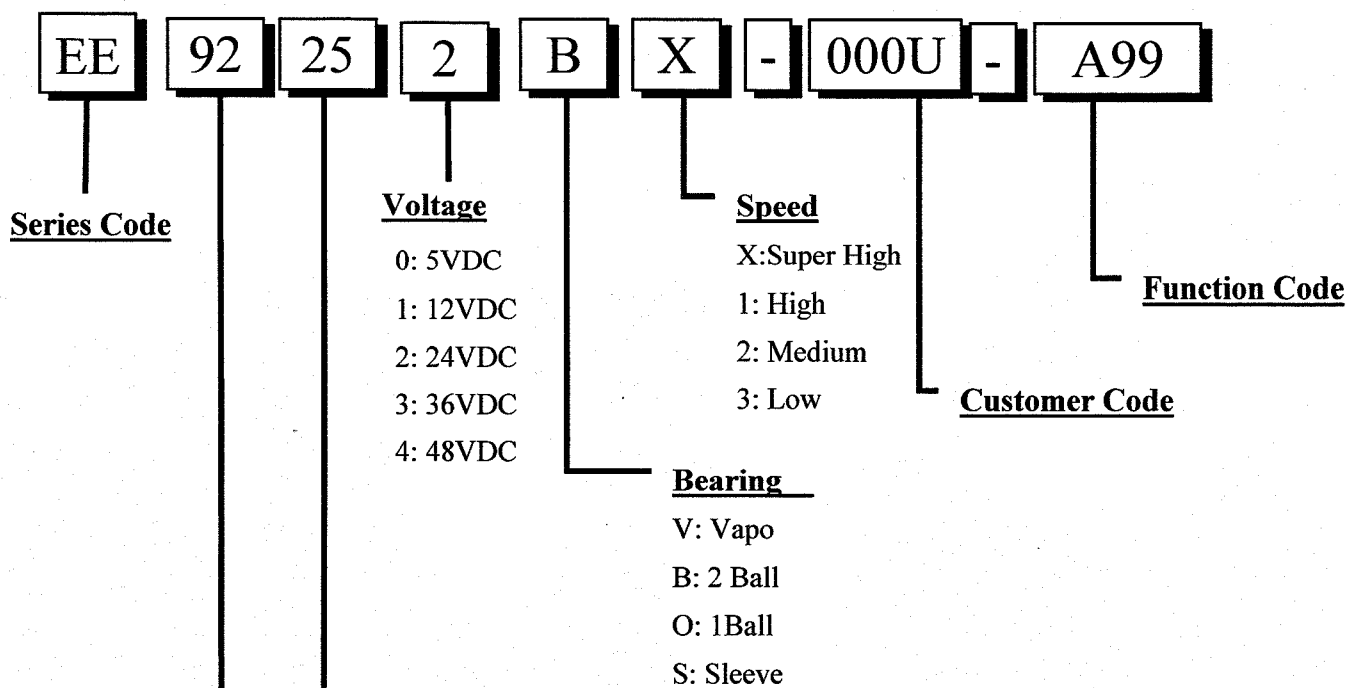 EE 92 25 2 B X - 000U - A99
Series Code
Voltage
0: 5VDC
1: 12VDC
2: 24VDC
3: 36VDC
4: 48VDC
Speed
X:Super High
1: High
2: Medium
3: Low
Function Code
Customer Code
Bearing
V: Vapo
B: 2 Ball
O: 1Ball
S: Sleeve